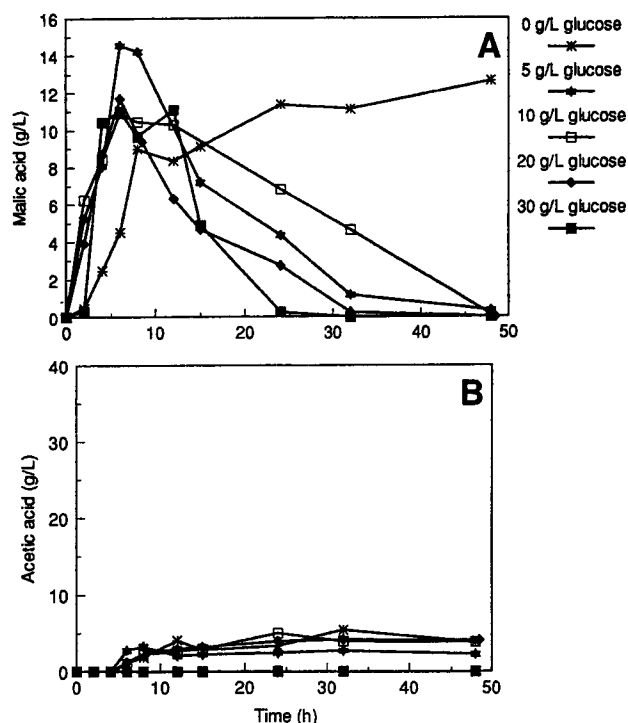 A
Malic acid (g/L)
16
14
12
10
8
6
4
2
0
0 10 20 30 40 50
0 g/L glucose
5 g/L glucose
10 g/L glucose
20 g/L glucose
30 g/L glucose
B
Acetic acid (g/L)
40
30
20
10
0
0 10 20 30 40 50
Time (h)